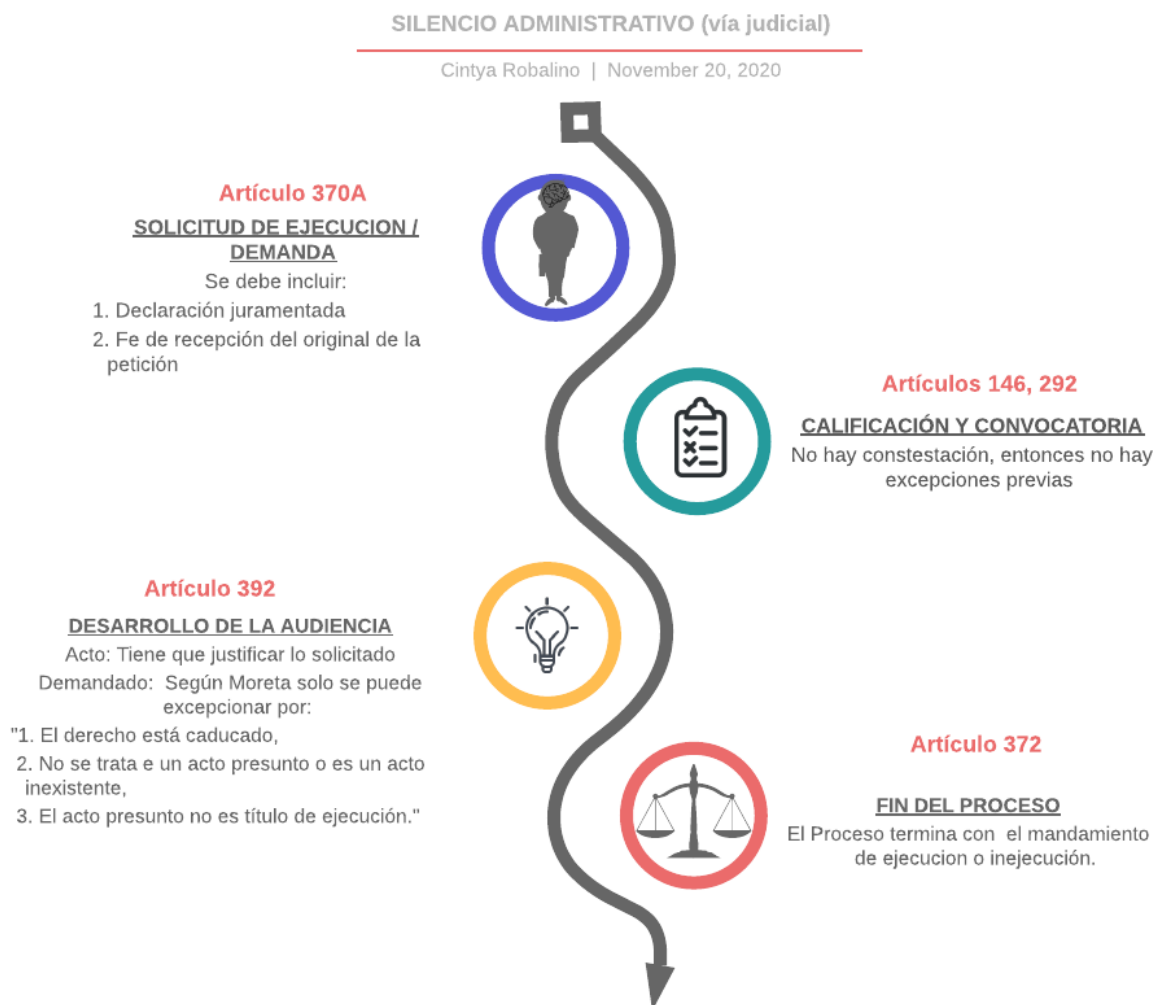 SILENCIO ADMINISTRATIVO (vía judicial)
Cintya Robalino | November 20, 2020
Artículo 370A
SOLICITUD DE EJECUCION /
DEMANDA
Se debe incluir:
1. Declaración juramentada
2. Fe de recepción del original de la
petición
Artículos 146, 292
CALIFICACIÓN Y CONVOCATORIA
No hay constestación, entonces no hay
excepciones previas
Artículo 392
DESARROLLO DE LA AUDIENCIA
Acto: Tiene que justificar lo solicitado
Demandado: Según Moreta solo se puede
excepcionar por:
"1. El derecho está caducado,
2. No se trata e un acto presunto o es un acto
inexistente,
3. El acto presunto no es título de ejecución."
Artículo 372
FIN DEL PROCESO
El Proceso termina con el mandamiento
de ejecucion o inejecución.